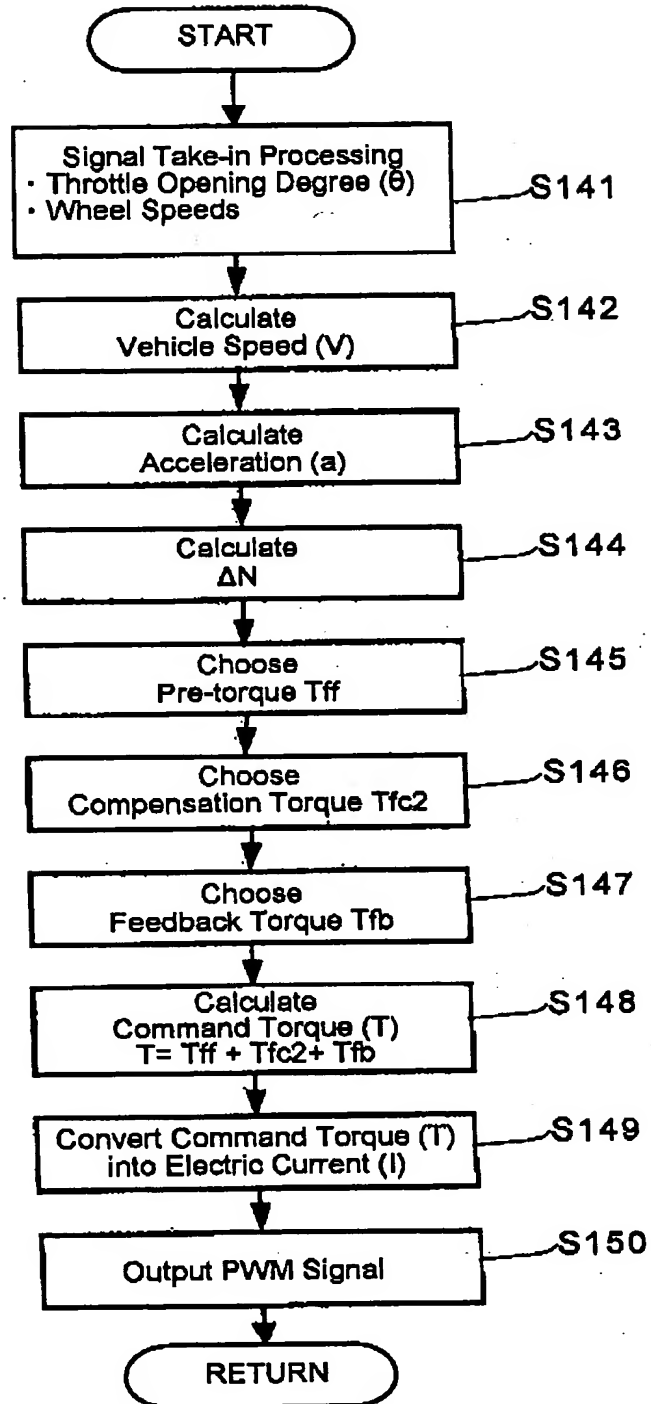 START
Signal Take-in Processing
· Throttle Opening Degree (θ)
· Wheel Speeds
S141
Calculate
Vehicle Speed (V)
S142
Calculate
Acceleration (a)
S143
Calculate
ΔN
S144
Choose
Pre-torque Tff
S145
Choose
Compensation Torque Tfc2
S146
Choose
Feedback Torque Tfb
S147
Calculate
Command Torque (T)
T= Tff + Tfc2+ Tfb
S148
Convert Command Torque (T)
into Electric Current (I)
S149
Output PWM Signal
S150
RETURN